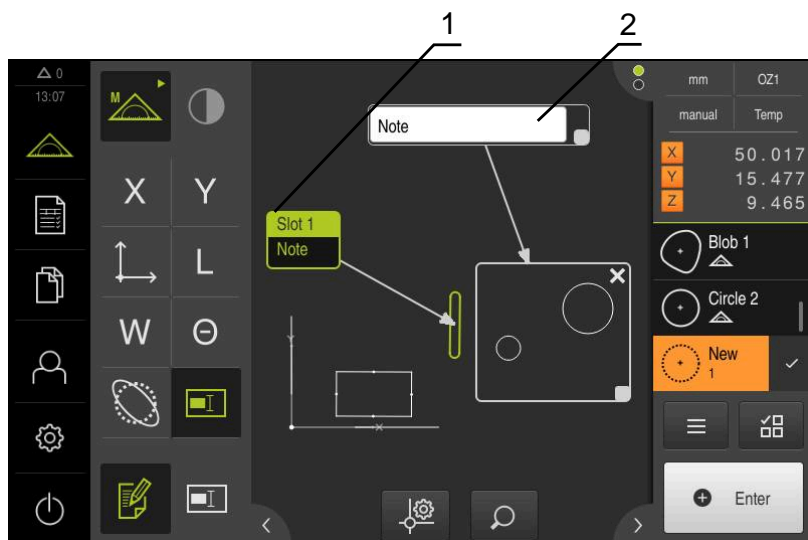 1
2
0
13:07
M
X
Y
L
W
Θ
Note
Slot 1
Note
Y
X
mm
OZ1
manual
Temp
X 50.017
Y 15.477
Z 9.465
Blob 1
Circle 2
New
1
Enter